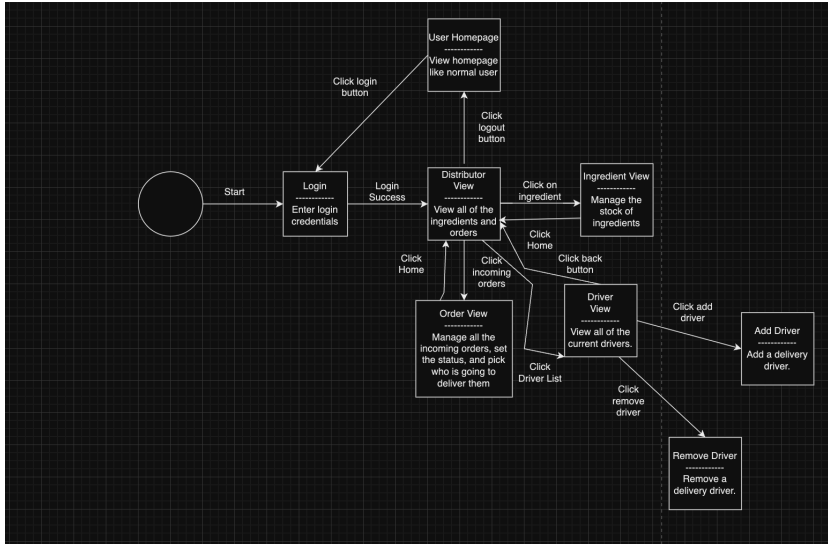 User Homepage
------------
View homepage
like normal user
Click login
button
Click
logout
button
Start
Login
------------
Enter login
credentials
Login
Success
Distributor
View
------------
View all of the
ingredients and
orders
Click on
ingredient
Ingredient View
------------
Manage the
stock of
ingredients
Click
Home
Click
Home
Click
incoming
orders
Click back
button
Order View
------------
Manage all the
incoming orders, set
the status, and pick
who is going to
deliver them
Click
Driver List
Driver
View
------------
View all of the
current drivers.
Click add
driver
Add Driver
------------
Add a delivery
driver.
Click
remove
driver
Remove Driver
------------
Remove a
delivery driver.